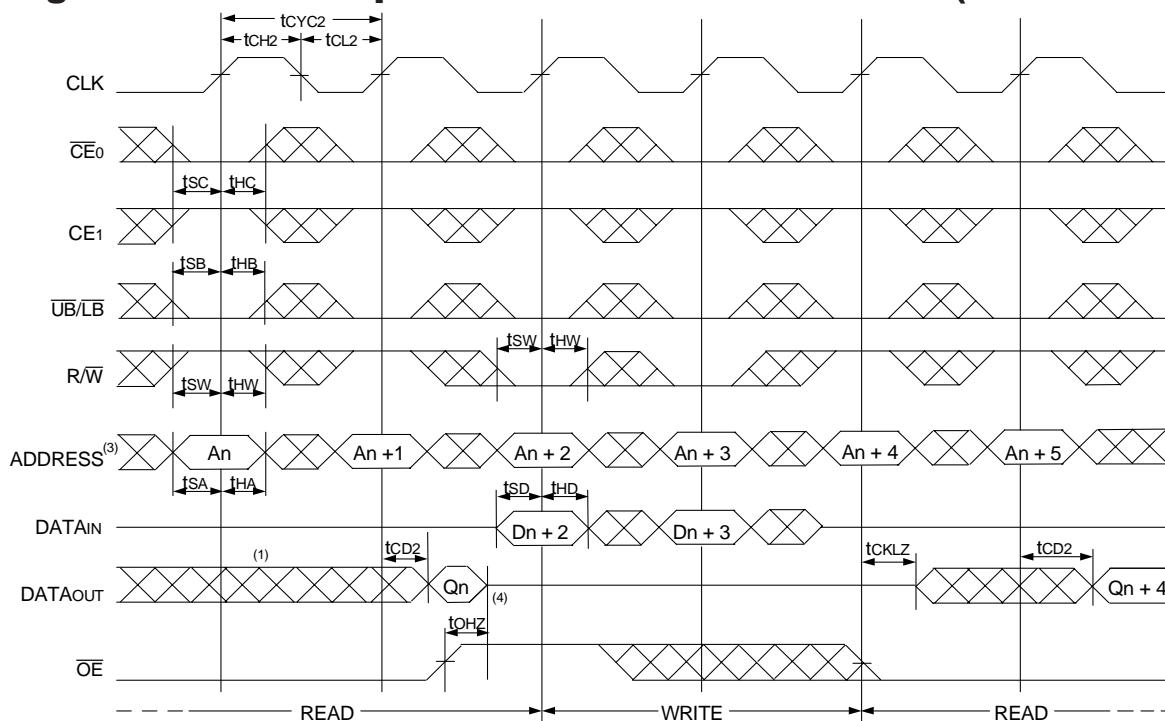 tCYC2
tCH2 tCL2
CLK
CE0
tSC tHC
CE1
tSB tHB
UB/LB
tSW tHW
R/W
tSW tHW
ADDRESS(3) An An +1 An + 2 An + 3 An + 4 An + 5
tSA tHA tSD tHD
DATAIN Dn + 2 Dn + 3
(1) tCD2 tCKLZ tCD2
DATAOUT Qn (4) Qn + 4
tOHZ
OE
READ WRITE READ